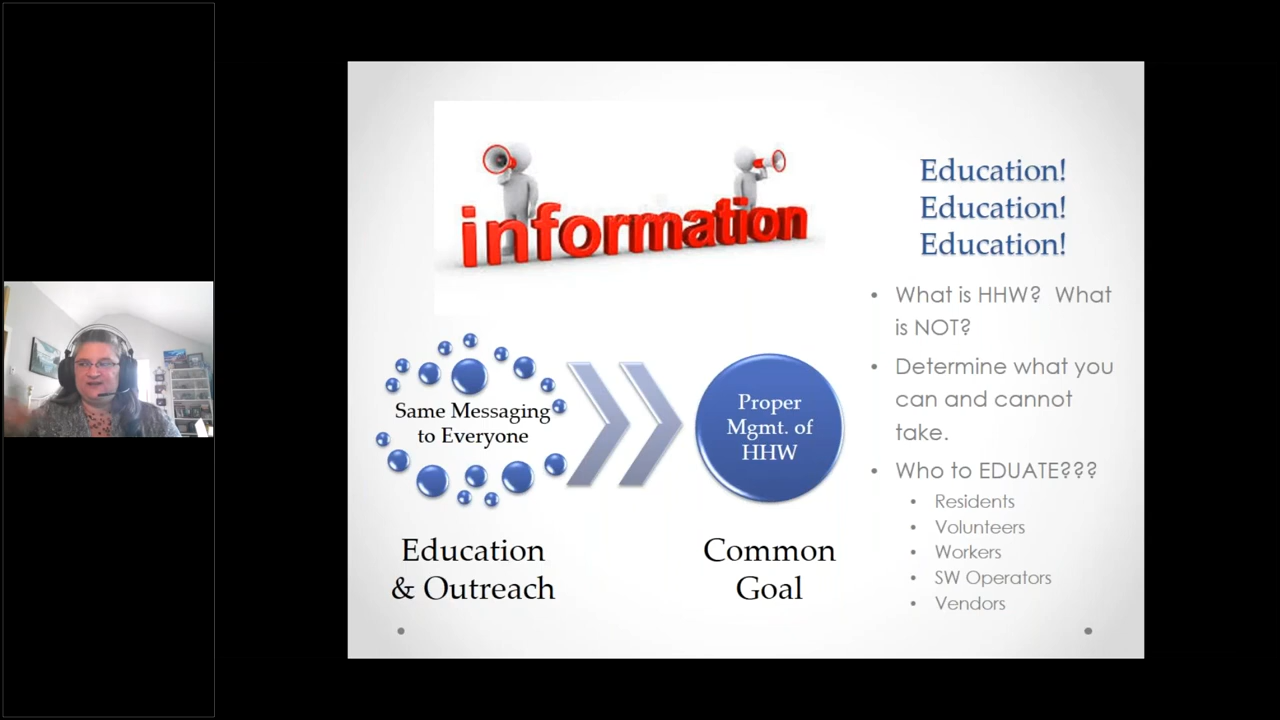 information
Education!
Education!
Education!
What is HHW? What
is NOT?
Determine what you
can and cannot
take.
Who to EDUATE???
Residents
Volunteers
Workers
SW Operators
Vendors
Same Messaging
to Everyone
Proper
Mgmt. of
HHW
Education
& Outreach
Common
Goal